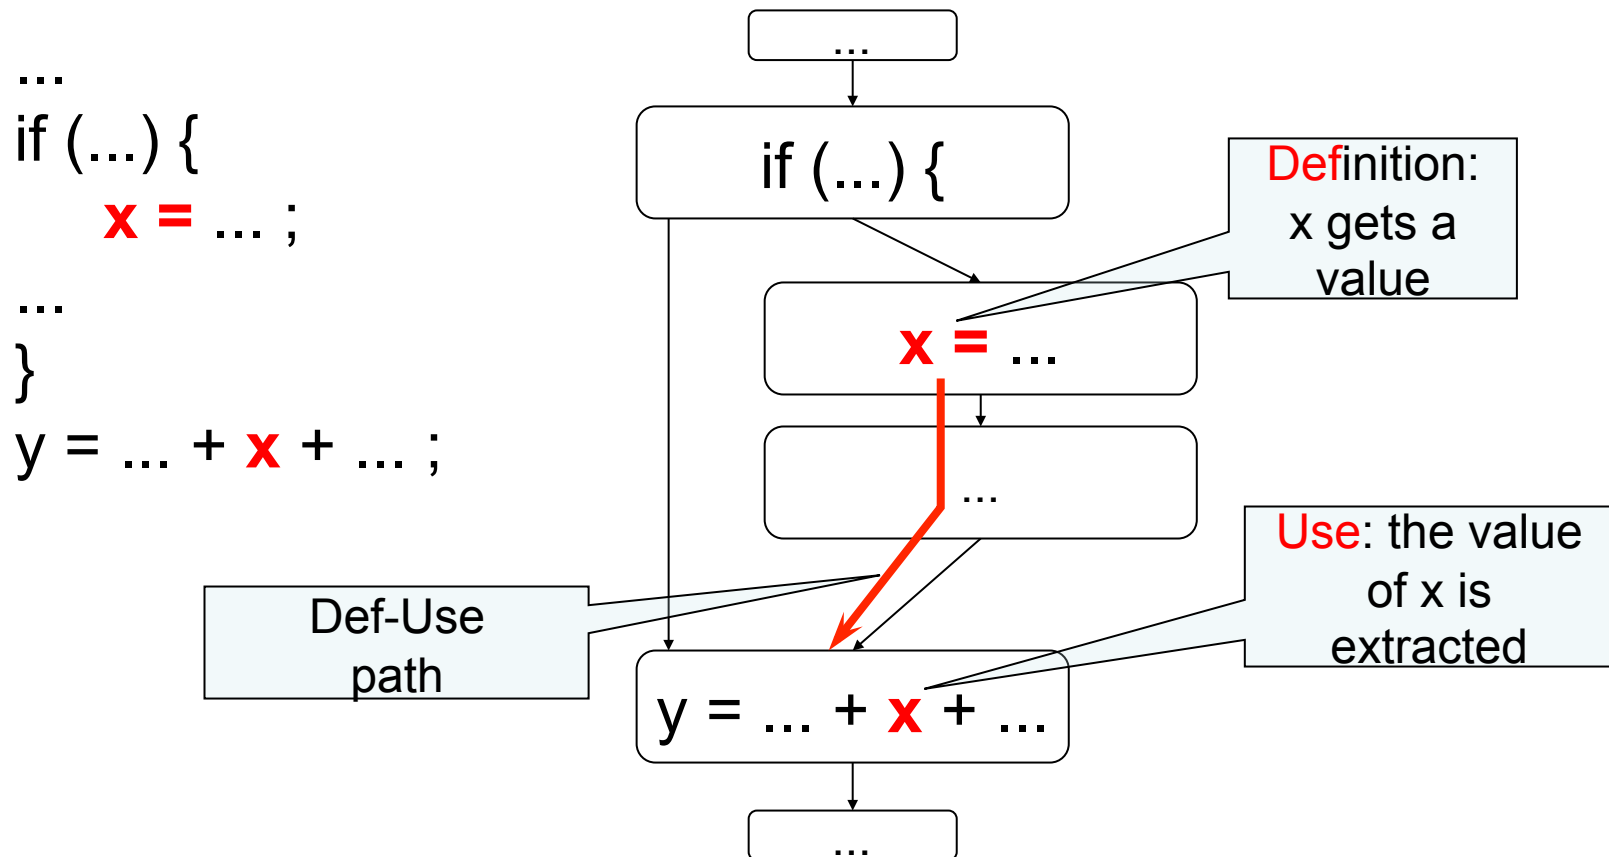 ...
if (...) {
x = ... ;
...
}
y = ... + x + ... ;
...
if (...) {
Definition:
x gets a
value
x = ...
...
Use: the value
of x is
extracted
Def-Use
path
y = ... + x + ...
...